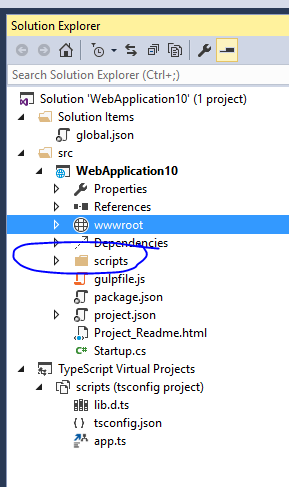 Solution Explorer
Search Solution Explorer (Ctrl+;)
Solution 'WebApplication10' (1 project)
Solution Items
global.json
src
WebApplication10
Properties
References
wwwroot
Dependencies
scripts
gulpfile.js
package.json
project.json
Project_Readme.html
C# Startup.cs
TypeScript Virtual Projects
scripts (tsconfig project)
lib.d.ts
tsconfig.json
app.ts